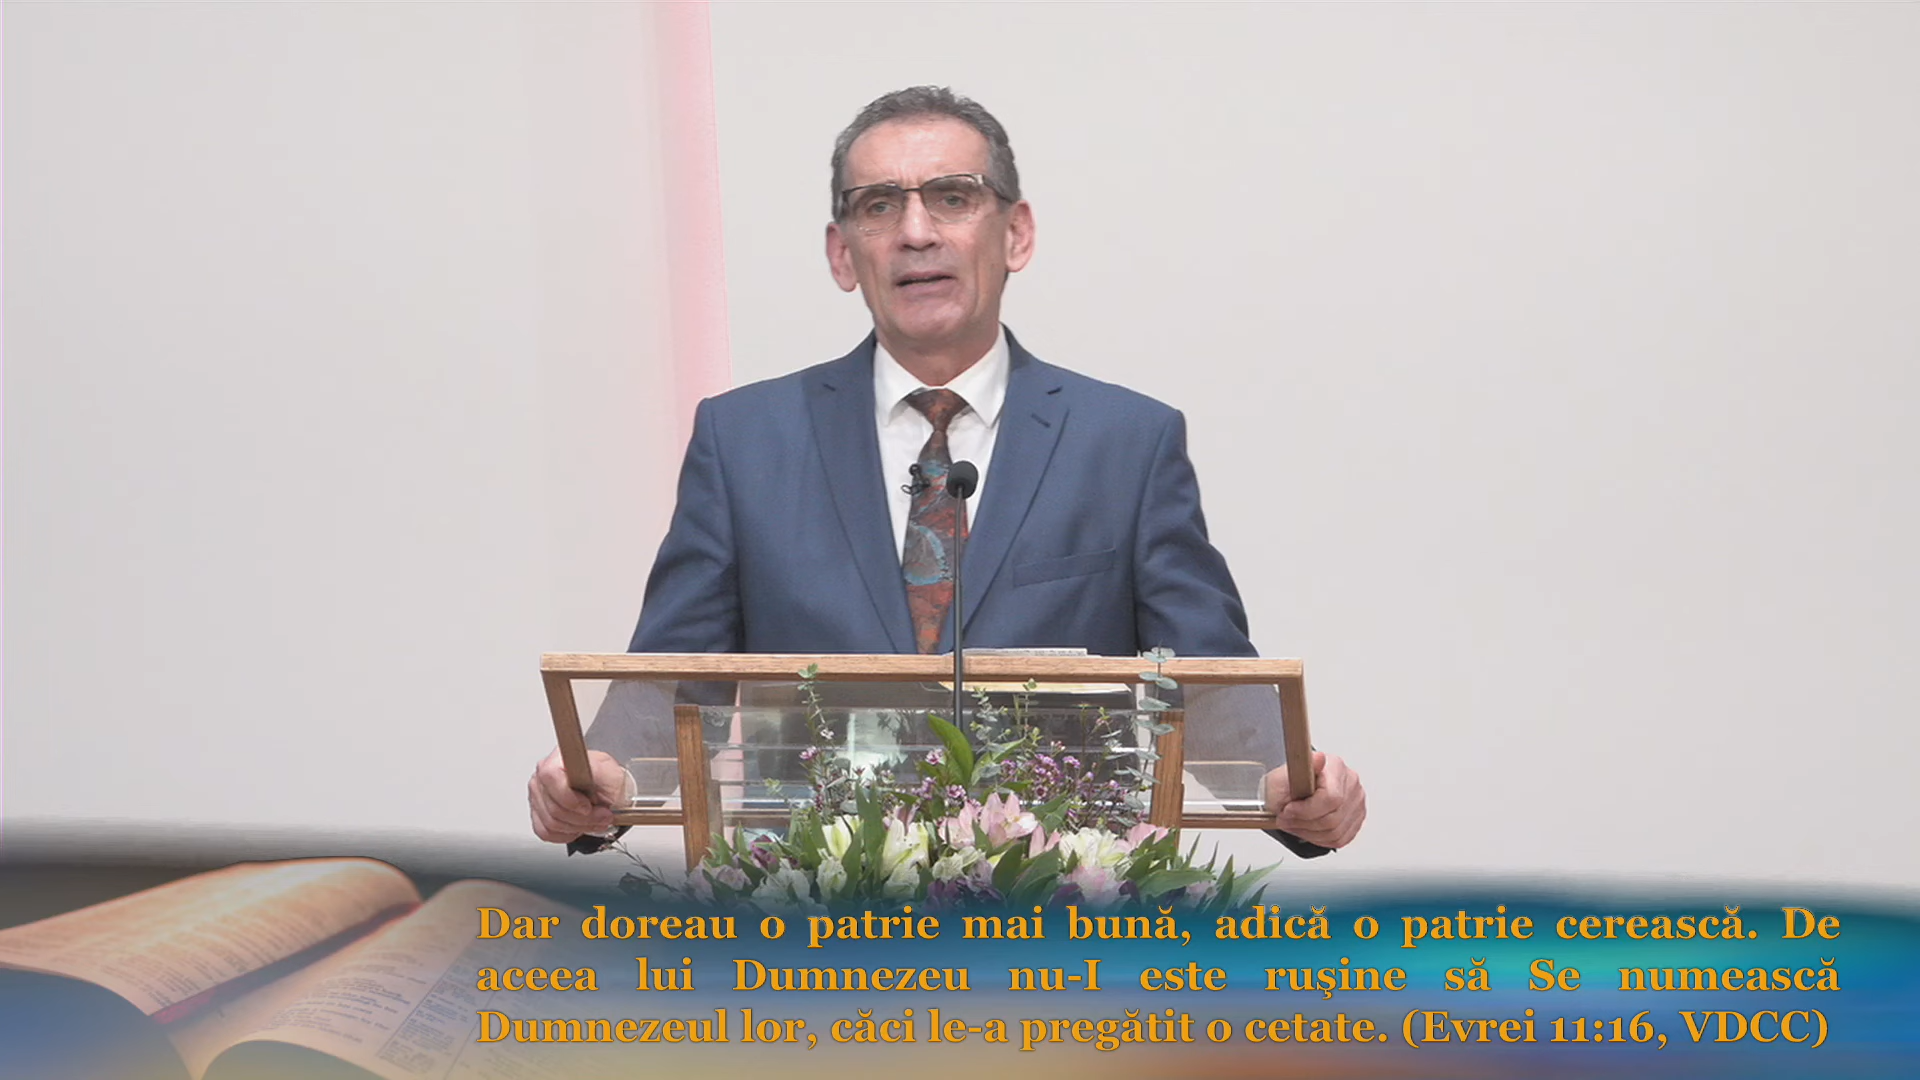 Dar doreau o patrie mai bună, adică o patrie cerească. De
aceea lui Dumnezeu nu-I este ruşine să Se numească
Dumnezeul lor, căci le-a pregătit o cetate. (Evrei 11:16, VDCC)